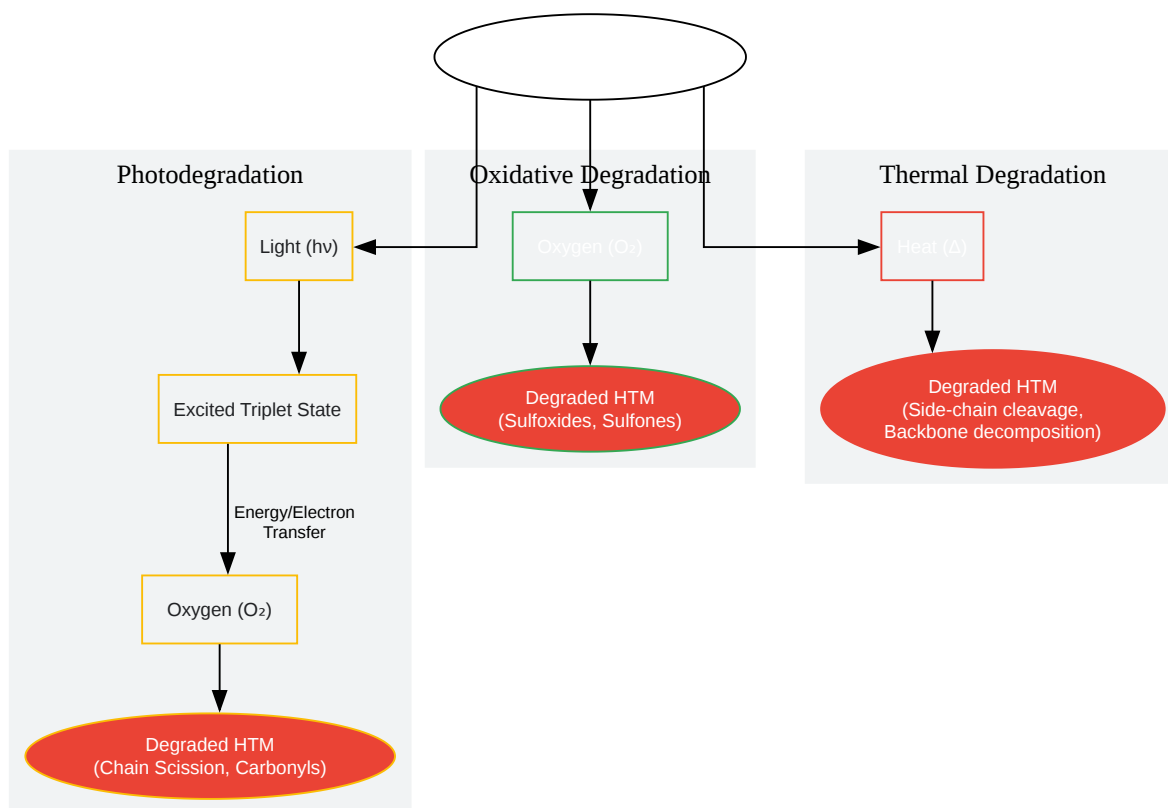 Photodegradation
Oxidative Degradation
Thermal Degradation
Light (hν)
Oxygen (O₂)
Heat (Δ)
Excited Triplet State
Degraded HTM
(Sulfoxides, Sulfones)
Degraded HTM
(Side-chain cleavage,
Backbone decomposition)
Energy/Electron
Transfer
Oxygen (O₂)
Degraded HTM
(Chain Scission, Carbonyls)